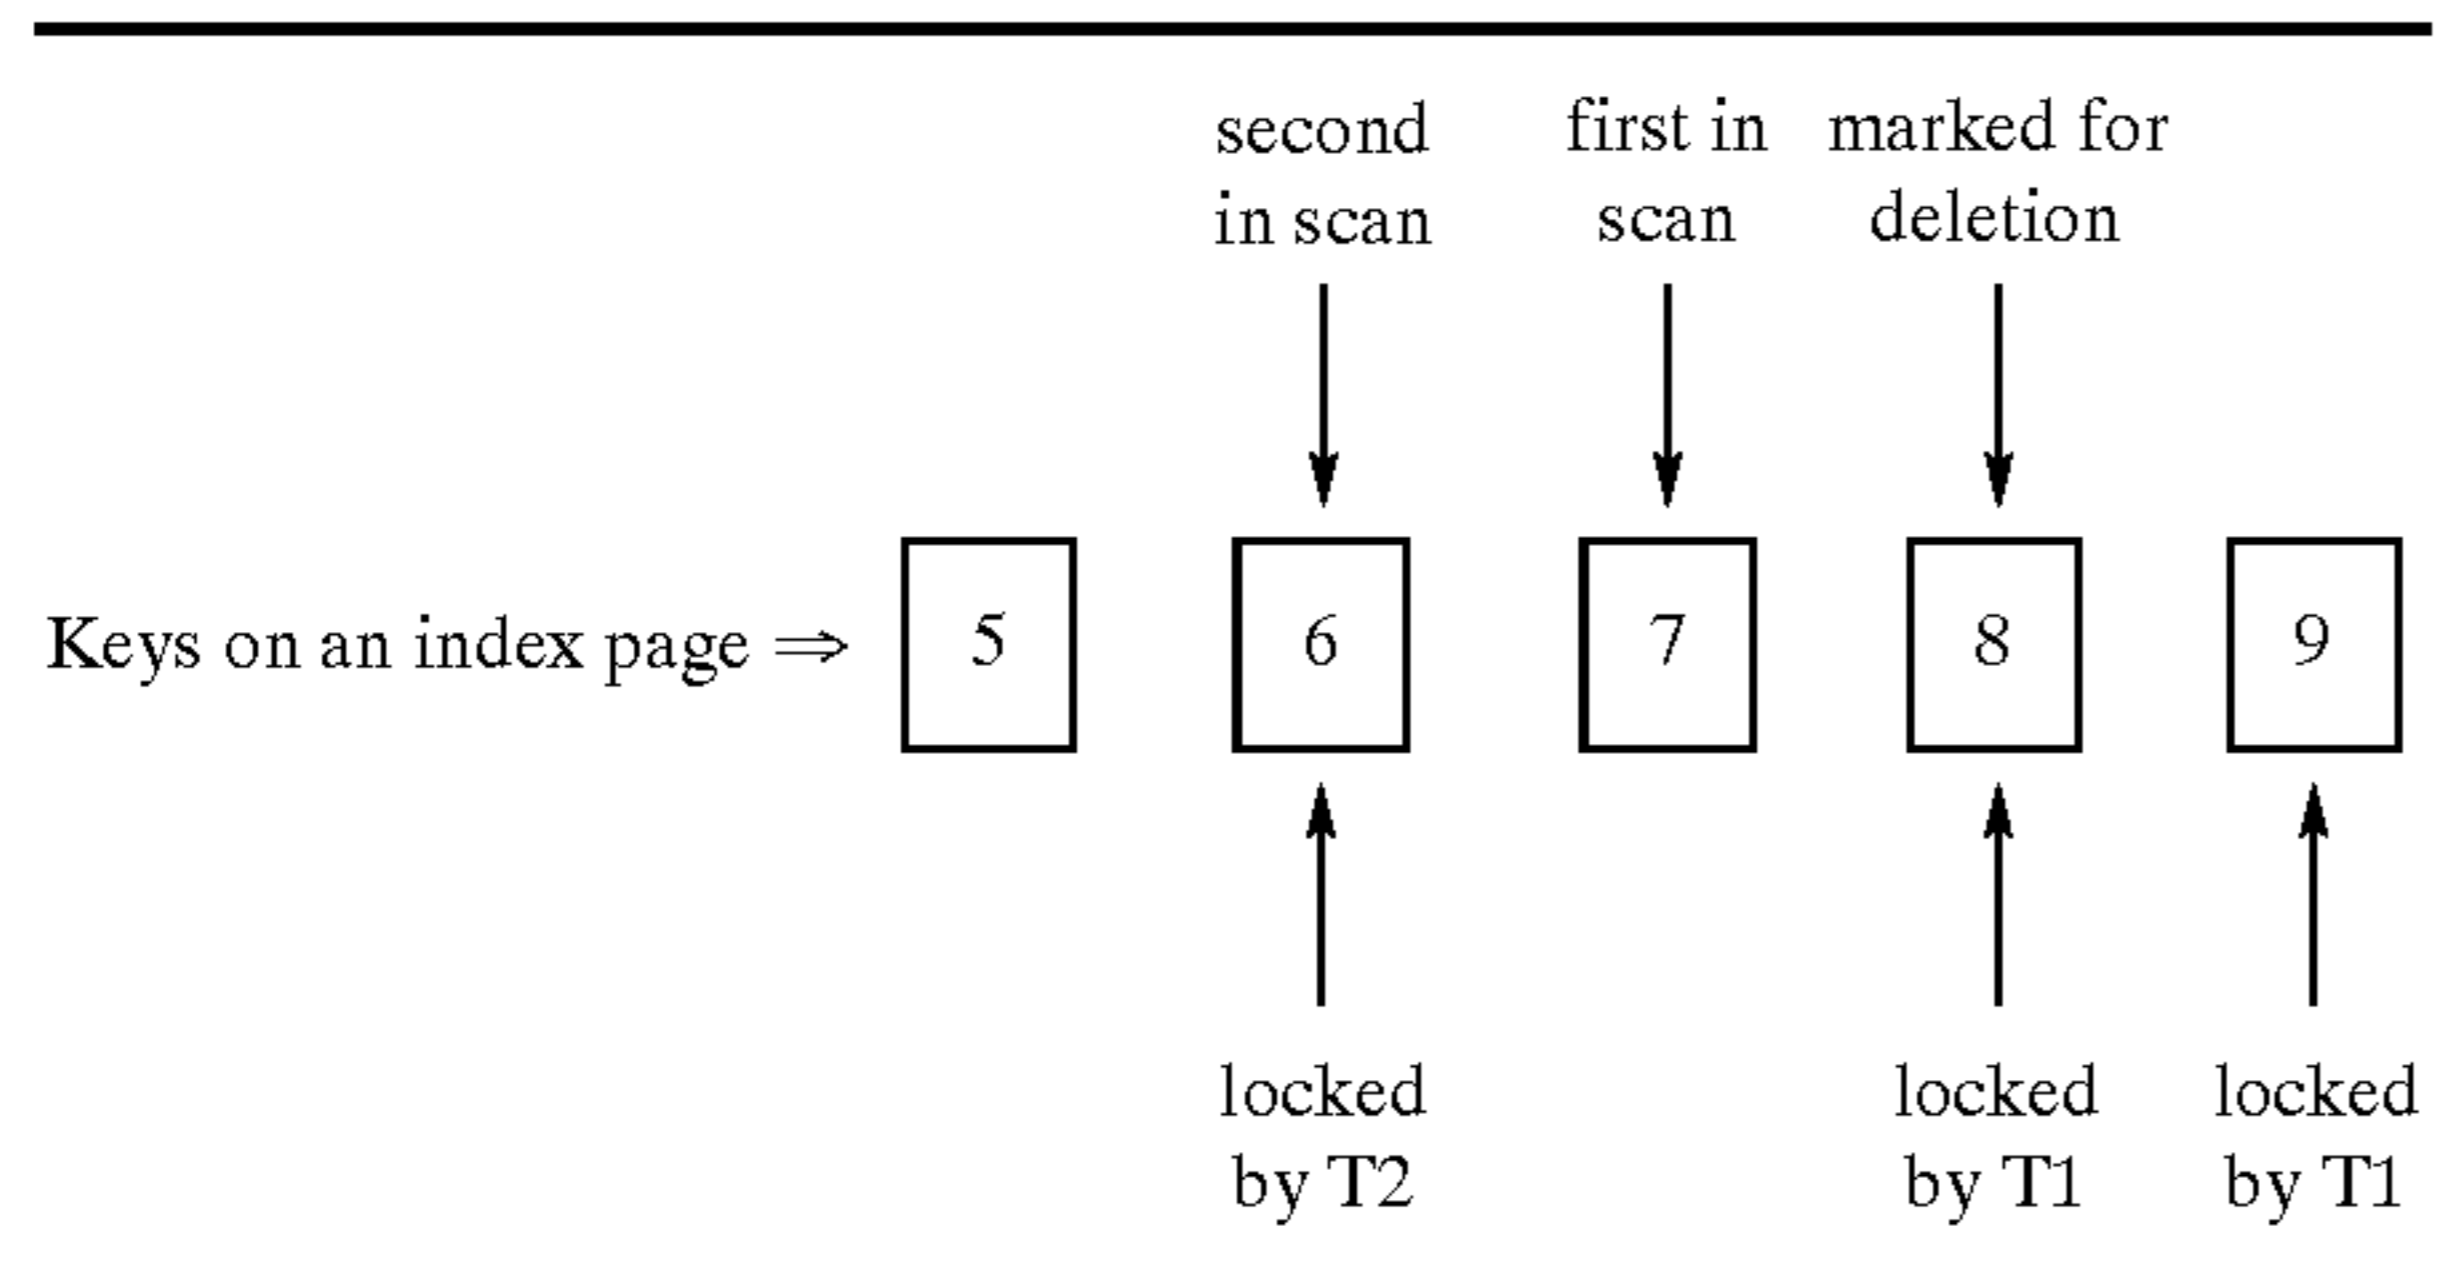 second first in marked for
in scan scan deletion
Keys on an index page ⇒ 5 6 7 8 9
locked locked locked
by T2 by T1 by T1